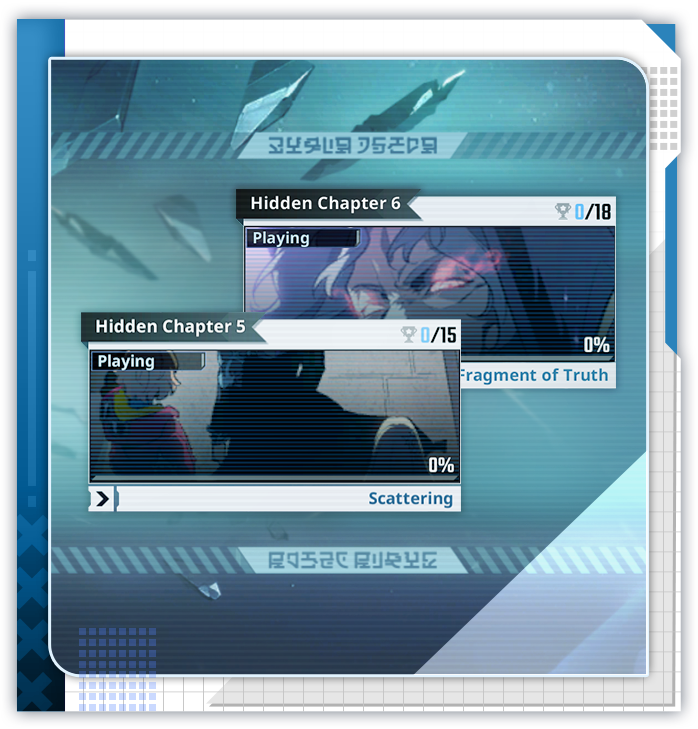 Hidden Chapter 6
0/18
Playing
0%
Fragment of Truth
Hidden Chapter 5
0/15
Playing
0%
Scattering